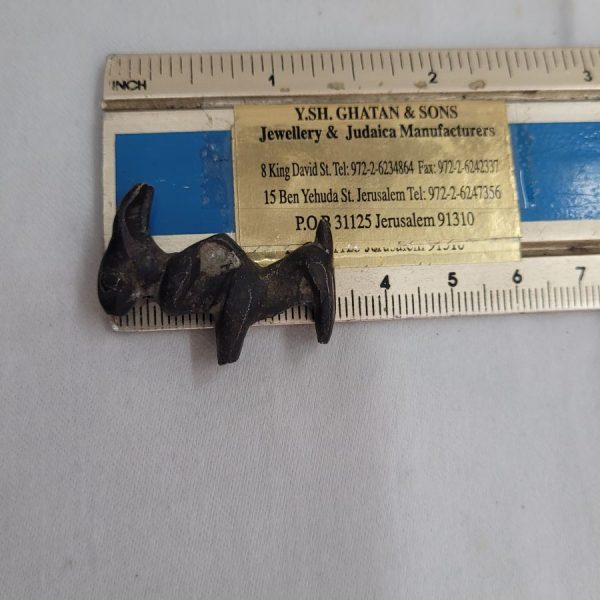 INCH 1 2 3
Y.SH. GHATAN & SONS
Jewellery & Judaica Manufacturers
8 King David St. Tel: 972-2-6234864 Fax: 972-2-6242337
15 Ben Yehuda St. Jerusalem Tel: 972-2-6247356
P.O.B 31125 Jerusalem 91310
Jerusalem 91310
4 5 6 7